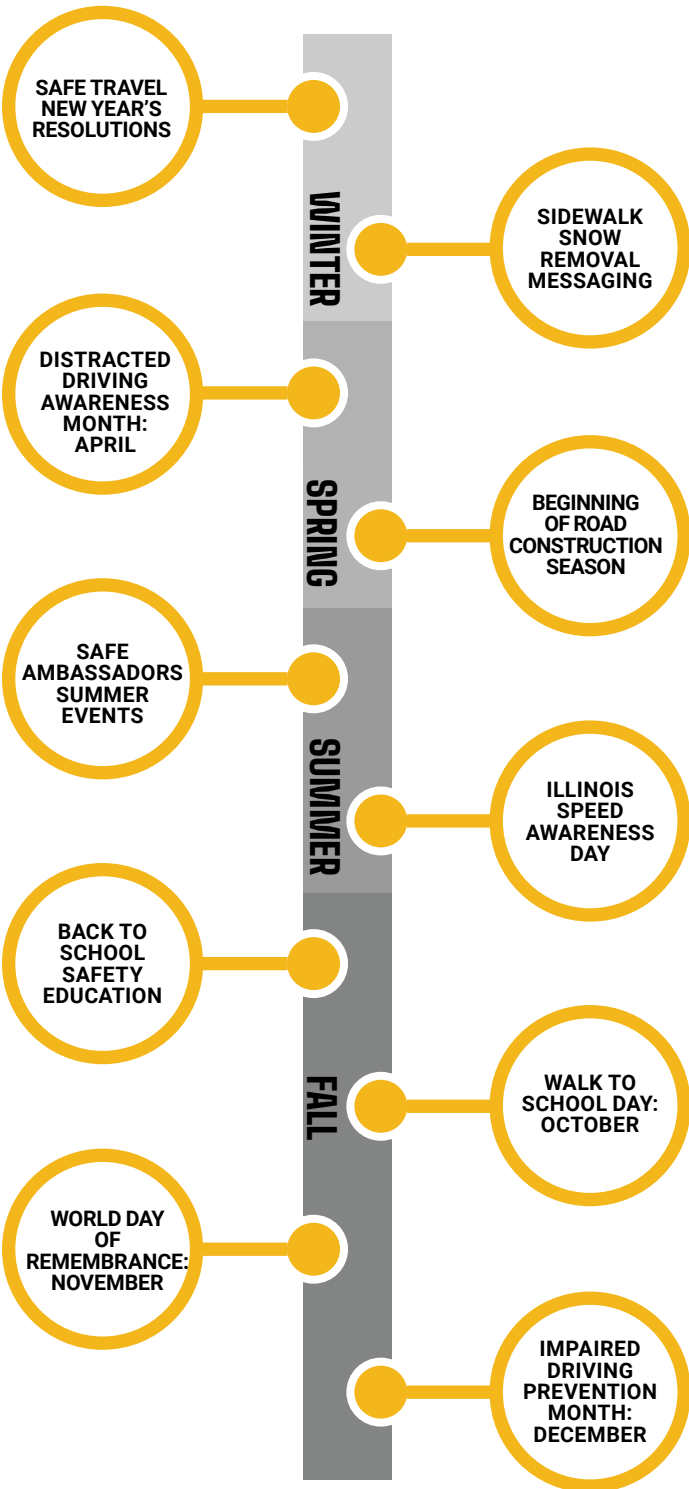 SAFE TRAVEL
NEW YEAR'S
RESOLUTIONS
WINTER
SIDEWALK
SNOW
REMOVAL
MESSAGING
DISTRACTED
DRIVING
AWARENESS
MONTH:
APRIL
SPRING
BEGINNING
OF ROAD
CONSTRUCTION
SEASON
SAFE
AMBASSADORS
SUMMER
EVENTS
SUMMER
ILLINOIS
SPEED
AWARENESS
DAY
BACK TO
SCHOOL
SAFETY
EDUCATION
FALL
WALK TO
SCHOOL DAY:
OCTOBER
WORLD DAY
OF
REMEMBRANCE:
NOVEMBER
IMPAIRED
DRIVING
PREVENTION
MONTH:
DECEMBER